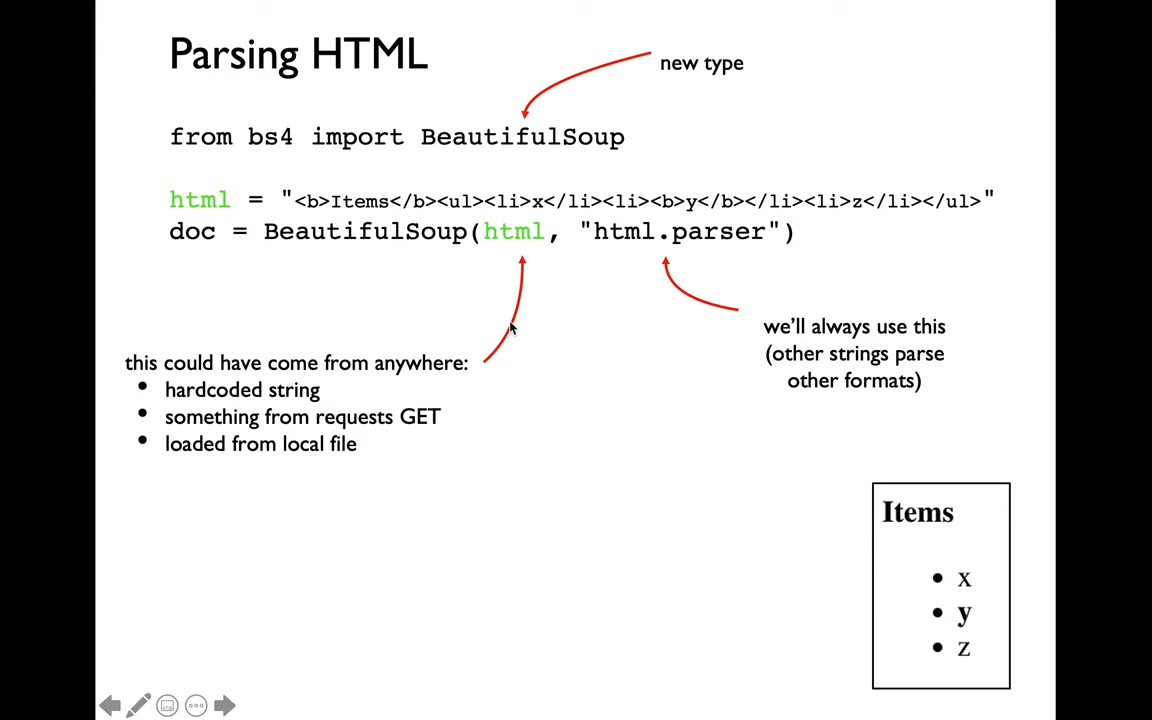 Parsing HTML
new type
from bs4 import BeautifulSoup
html = "<b>Items</b><ul><li>x</li><li><b>y</b></li><li>z</li></ul>"
doc = BeautifulSoup(html, "html.parser")
we’ll always use this
(other strings parse
other formats)
this could have come from anywhere:
• hardcoded string
• something from requests GET
• loaded from local file
Items
• x
• y
• z